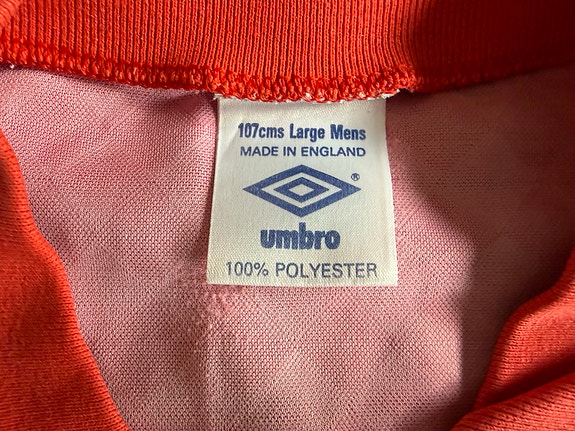 107cms Large Mens
MADE IN ENGLAND
®
umbro
100% POLYESTER